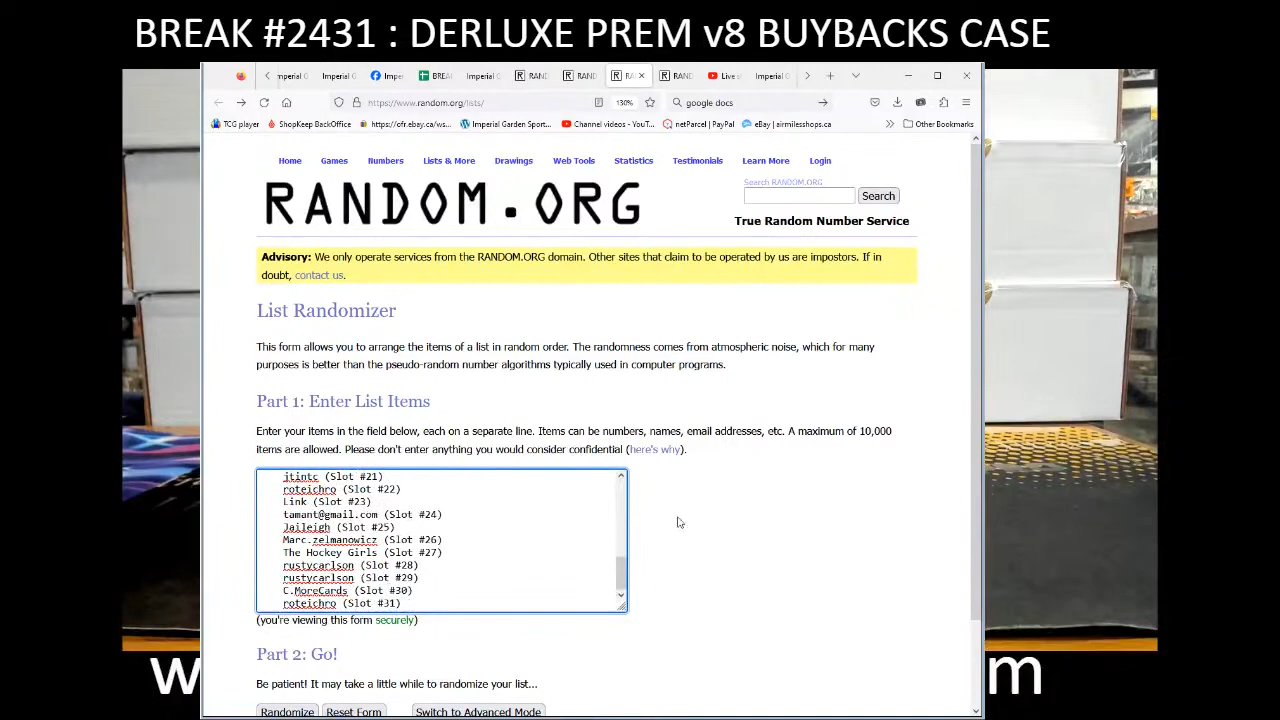 BREAK #2431 : DERLUXE PREM v8 BUYBACKS CASE
mperial G
Imperial G
Impe
BREA
Imperial G
RAND
RAND
RA
RAND
Live s
Imperial G
https://www.random.org/lists/
130%
google docs
TCG player
ShopKeep BackOffice
https://ofr.ebay.ca/ws...
Imperial Garden Sport...
Channel videos - YouT...
netParcel | PayPal
eBay | airmilesshops.ca
Other Bookmarks
Home Games Numbers Lists & More Drawings Web Tools Statistics Testimonials Learn More Login
RANDOM.ORG
Search RANDOM.ORG
Search
True Random Number Service
Advisory: We only operate services from the RANDOM.ORG domain. Other sites that claim to be operated by us are impostors. If in
doubt, contact us.
List Randomizer
This form allows you to arrange the items of a list in random order. The randomness comes from atmospheric noise, which for many
purposes is better than the pseudo-random number algorithms typically used in computer programs.
Part 1: Enter List Items
Enter your items in the field below, each on a separate line. Items can be numbers, names, email addresses, etc. A maximum of 10,000
items are allowed. Please don't enter anything you would consider confidential (here's why).
jtintc (Slot #21)
roteichro (Slot #22)
Link (Slot #23)
tamant@gmail.com (Slot #24)
Jaileigh (Slot #25)
Marc.zelmanowicz (Slot #26)
The Hockey Girls (Slot #27)
rustycarlson (Slot #28)
rustycarlson (Slot #29)
C.MoreCards (Slot #30)
roteichro (Slot #31)
(you're viewing this form securely)
Part 2: Go!
Be patient! It may take a little while to randomize your list...
Randomize Reset Form Switch to Advanced Mode
w
m